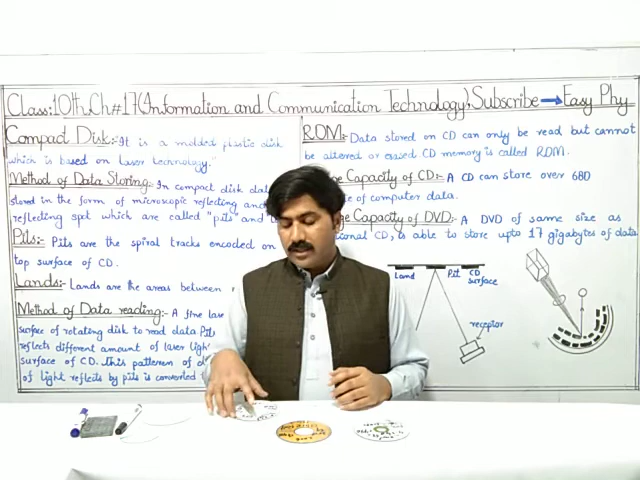 Class:10th, Ch#17(Information and Communication Technology), Subscribe → Easy Phy
Compact Disk:- It is a molded plastic disk
which is based on laser technology."
Method of Data Storing:- In compact disk data
stored in the form of microscopic reflecting and
reflecting spot which are called "pits" and
Pits:- Pits are the spiral tracks encoded on
top surface of CD.
Lands:- Lands are the areas between
Method of Data reading:- A fine
surface of rotating disk to read data Pits
reflects different amount of laser
surface of CD. This pattern of
of light reflects by pits is converted
ROM:- Data stored on CD can only be read but cannot
be altered or erased CD memory is called ROM.
Capacity of CD:- A CD can store over 680
of computer data.
Capacity of DVD:- A DVD of same size as
CD, is able to store upto 17 gigabytes of data
Land Pit CD
surface
receptor